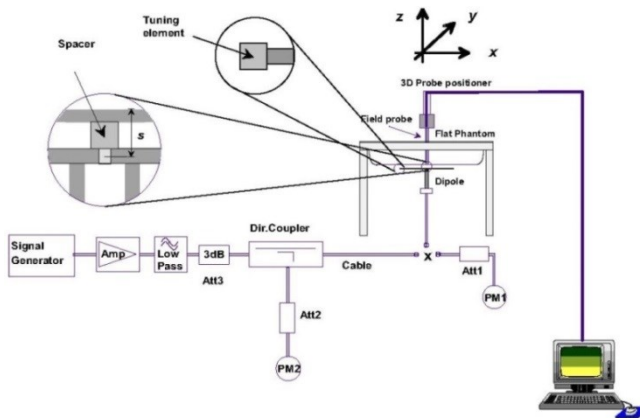 Tuning
element
Spacer
s
z
y
x
3D Probe positioner
Field probe
Flat Phantom
Dipole
Signal
Generator
Amp
Low
Pass
3dB
Att3
Dir.Coupler
Cable
x
Att1
PM1
Att2
PM2